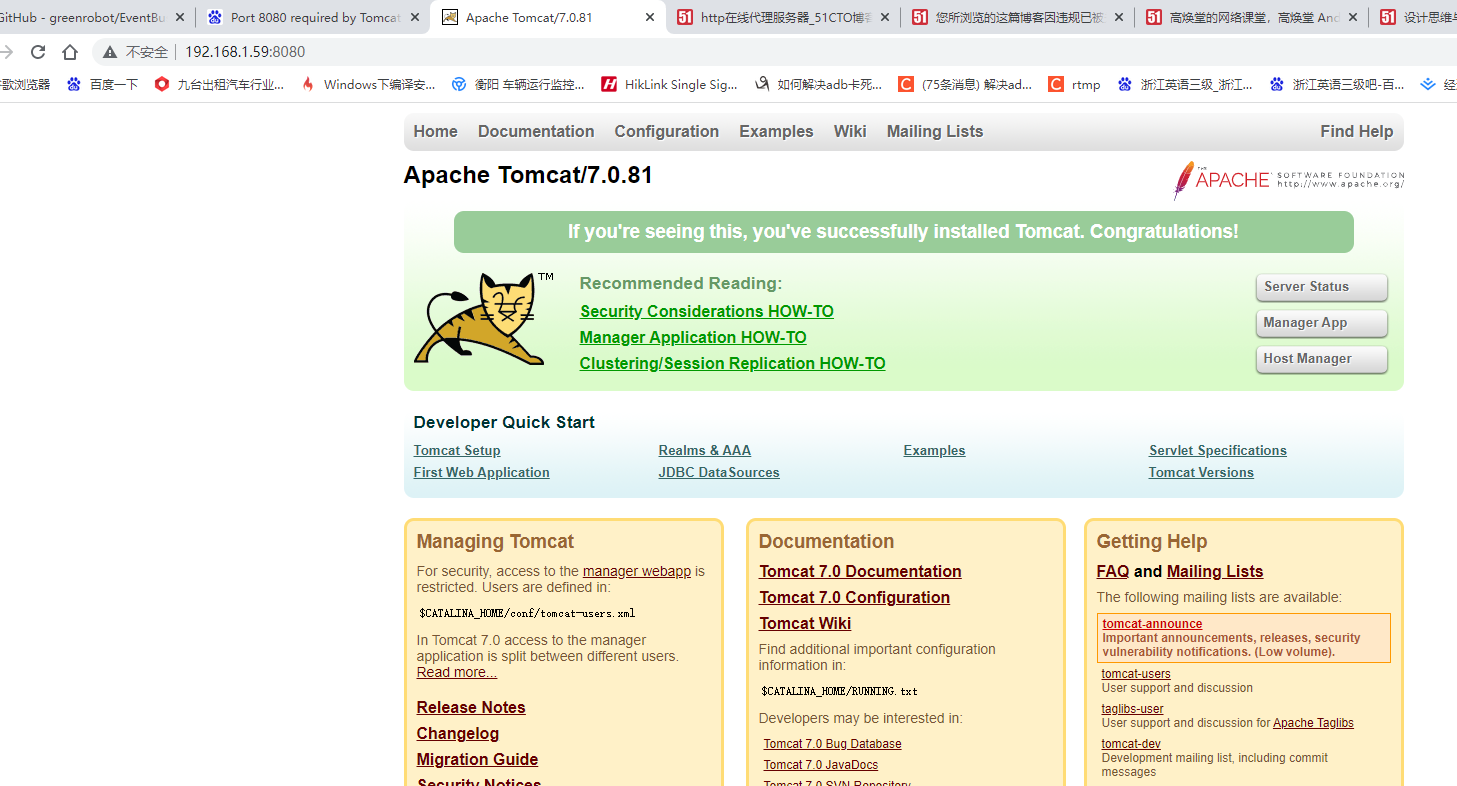 GitHub - greenrobot/EventBu
Port 8080 required by Tomcat
Apache Tomcat/7.0.81
http在线代理服务器_51CTO博客
您所浏览的这篇博客因违规已被
高焕堂的网络课堂，高焕堂 And
设计思维与
不安全
192.168.1.59:8080
谷歌浏览器
百度一下
九台出租汽车行业...
Windows下编译安...
衡阳 车辆运行监控...
HikLink Single Sig...
如何解决adb卡死...
(75条消息) 解决ad...
rtmp
浙江英语三级_浙江...
浙江英语三级吧-百...
Home
Documentation
Configuration
Examples
Wiki
Mailing Lists
Find Help
Apache Tomcat/7.0.81
THE
APACHE
SOFTWARE FOUNDATION
http://www.apache.org/
If you're seeing this, you've successfully installed Tomcat. Congratulations!
TM
Recommended Reading:
Security Considerations HOW-TO
Manager Application HOW-TO
Clustering/Session Replication HOW-TO
Server Status
Manager App
Host Manager
Developer Quick Start
Tomcat Setup
First Web Application
Realms & AAA
JDBC DataSources
Examples
Servlet Specifications
Tomcat Versions
Managing Tomcat
For security, access to the manager webapp is
restricted. Users are defined in:
$CATALINA_HOME/conf/tomcat-users.xml
In Tomcat 7.0 access to the manager
application is split between different users.
Read more...
Release Notes
Changelog
Migration Guide
Security Notices
Documentation
Tomcat 7.0 Documentation
Tomcat 7.0 Configuration
Tomcat Wiki
Find additional important configuration
information in:
$CATALINA_HOME/RUNNING.txt
Developers may be interested in:
Tomcat 7.0 Bug Database
Tomcat 7.0 JavaDocs
Tomcat 7.0 SVN Repository
Getting Help
FAQ and Mailing Lists
The following mailing lists are available:
tomcat-announce
Important announcements, releases, security
vulnerability notifications. (Low volume).
tomcat-users
User support and discussion
taglibs-user
User support and discussion for Apache Taglibs
tomcat-dev
Development mailing list, including commit
messages